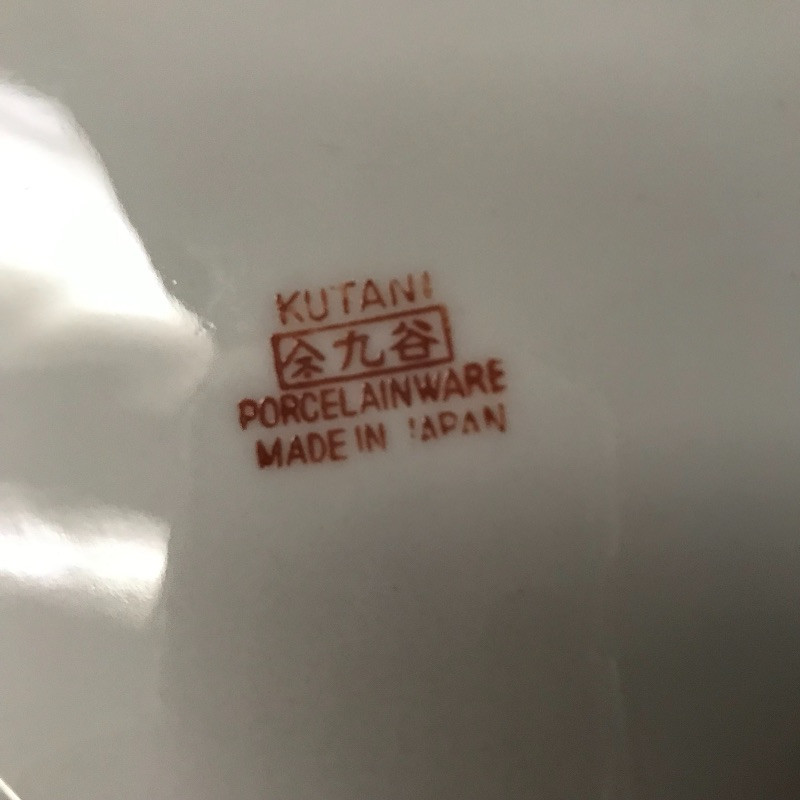 KUTANI
九谷
PORCELAINWARE
MADE IN JAPAN